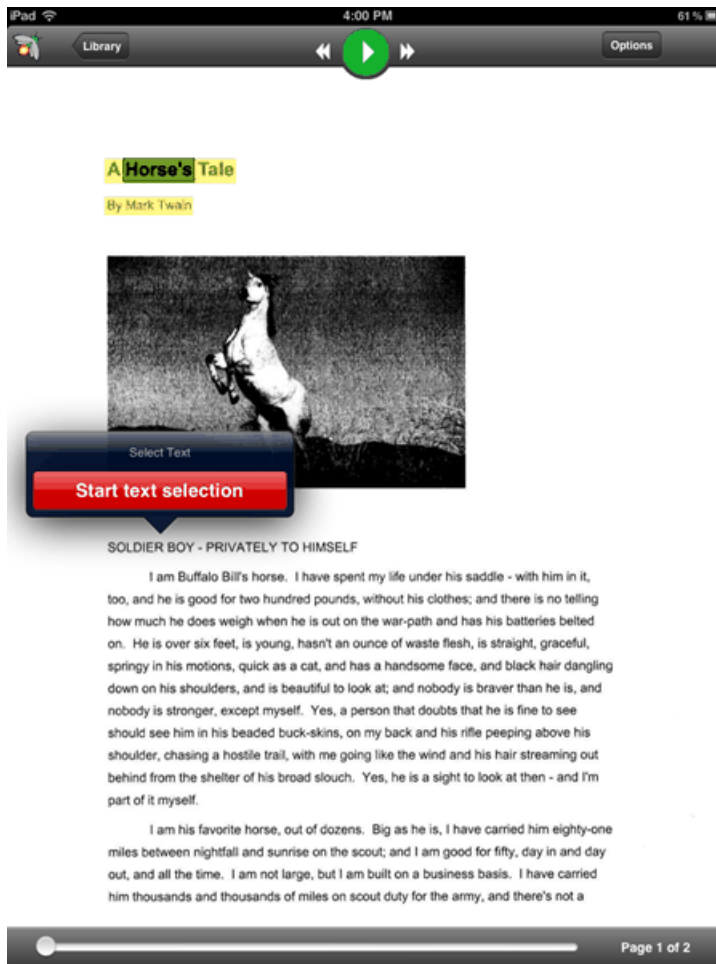 iPad 4:00 PM 61 %
Library Options
A Horse's Tale
By Mark Twain
Select Text
Start text selection
SOLDIER BOY - PRIVATELY TO HIMSELF
I am Buffalo Bill's horse. I have spent my life under his saddle - with him in it,
too, and he is good for two hundred pounds, without his clothes; and there is no telling
how much he does weigh when he is out on the war-path and has his batteries belted
on. He is over six feet, is young, hasn't an ounce of waste flesh, is straight, graceful,
springy in his motions, quick as a cat, and has a handsome face, and black hair dangling
down on his shoulders, and is beautiful to look at; and nobody is braver than he is, and
nobody is stronger, except myself. Yes, a person that doubts that he is fine to see
should see him in his beaded buck-skins, on my back and his rifle peeping above his
shoulder, chasing a hostile trail, with me going like the wind and his hair streaming out
behind from the shelter of his broad slouch. Yes, he is a sight to look at then - and I'm
part of it myself.
I am his favorite horse, out of dozens. Big as he is, I have carried him eighty-one
miles between nightfall and sunrise on the scout; and I am good for fifty, day in and day
out, and all the time. I am not large, but I am built on a business basis. I have carried
him thousands and thousands of miles on scout duty for the army, and there's not a
Page 1 of 2